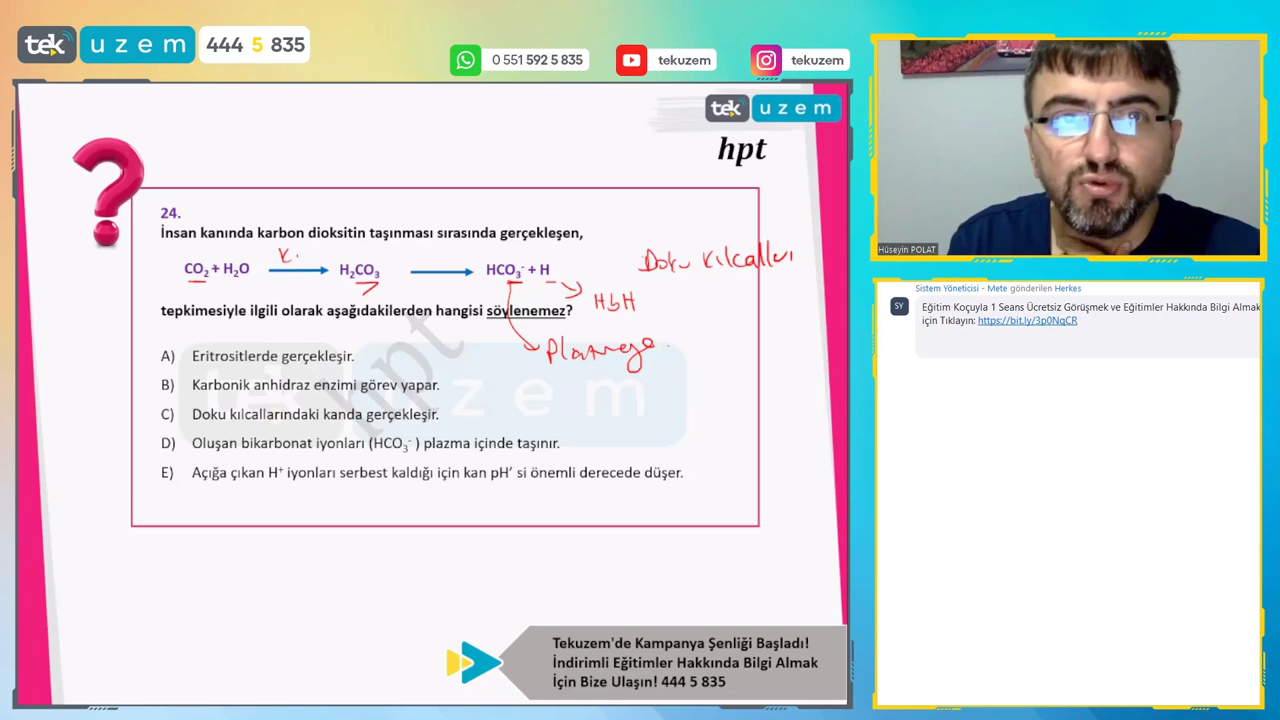 tek uzem 444 5 835
0 551 592 5 835
tekuzem
tekuzem
tek uzem
hpt
24.
İnsan kanında karbon dioksitin taşınması sırasında gerçekleşen,
K.
Doku kılcalları
CO₂ + H₂O → H₂CO₃ → HCO₃⁻ + H
HbH
tepkimesiyle ilgili olarak aşağıdakilerden hangisi söylenemez?
Plazmaya
A) Eritrositlerde gerçekleşir.
B) Karbonik anhidraz enzimi görev yapar.
C) Doku kılcallarındaki kanda gerçekleşir.
D) Oluşan bikarbonat iyonları (HCO₃⁻) plazma içinde taşınır.
E) Açığa çıkan H⁺ iyonları serbest kaldığı için kan pH' si önemli derecede düşer.
hpt
uzem
Tekuzem'de Kampanya Şenliği Başladı!
İndirimli Eğitimler Hakkında Bilgi Almak
İçin Bize Ulaşın! 444 5 835
Hüseyin POLAT
Sistem Yöneticisi - Mete gönderilen Herkes
SY
Eğitim Koçuyla 1 Seans Ücretsiz Görüşmek ve Eğitimler Hakkında Bilgi Almak
için Tıklayın: https://bit.ly/3p0NqCR